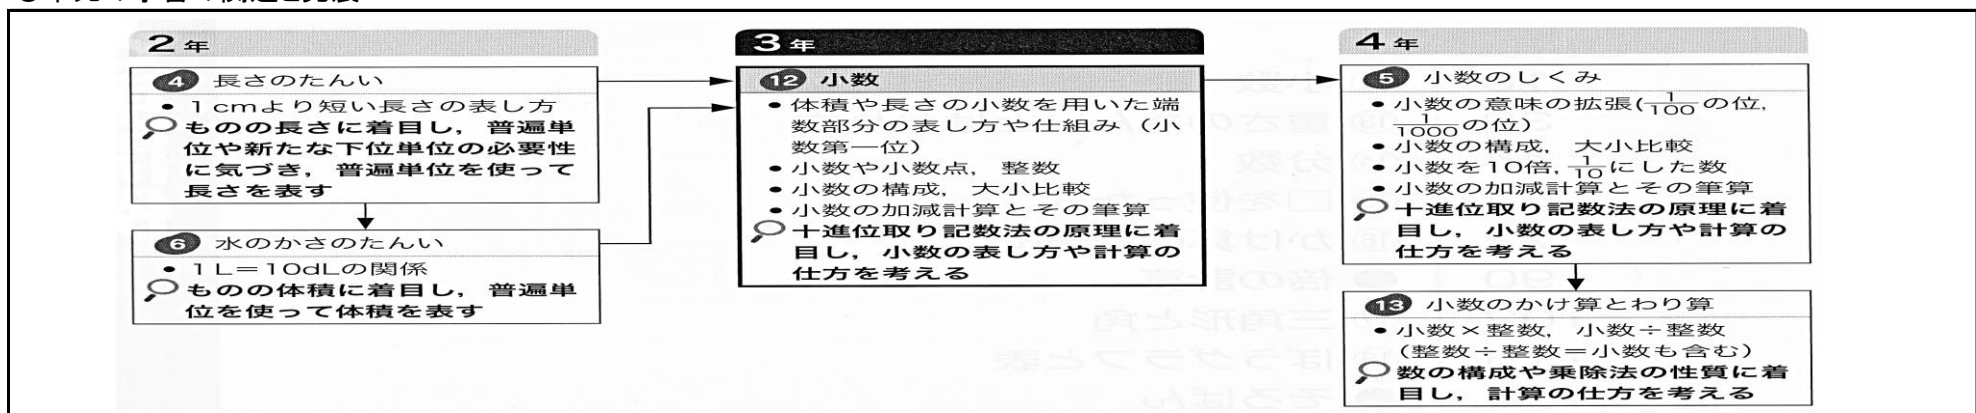 2年
4 長さのたんい
• 1cmより短い長さの表し方
ものの長さに着目し，普遍単
位や新たな下位単位の必要性
に気づき，普遍単位を使って
長さを表す
6 水のかさのたんい
• 1L＝10dLの関係
ものの体積に着目し，普遍単
位を使って体積を表す
3年
12 小数
• 体積や長さの小数を用いた端
数部分の表し方や仕組み（小
数第一位）
• 小数や小数点，整数
• 小数の構成，大小比較
• 小数の加減計算とその筆算
十進位取り記数法の原理に着
目し，小数の表し方や計算の
仕方を考える
4年
5 小数のしくみ
• 小数の意味の拡張(1/100の位，
1/1000の位)
• 小数の構成，大小比較
• 小数を10倍，1/10にした数
• 小数の加減計算とその筆算
十進位取り記数法の原理に着
目し，小数の表し方や計算の
仕方を考える
13 小数のかけ算とわり算
• 小数×整数，小数÷整数
(整数÷整数＝小数も含む)
数の構成や乗除法の性質に着
目し，計算の仕方を考える